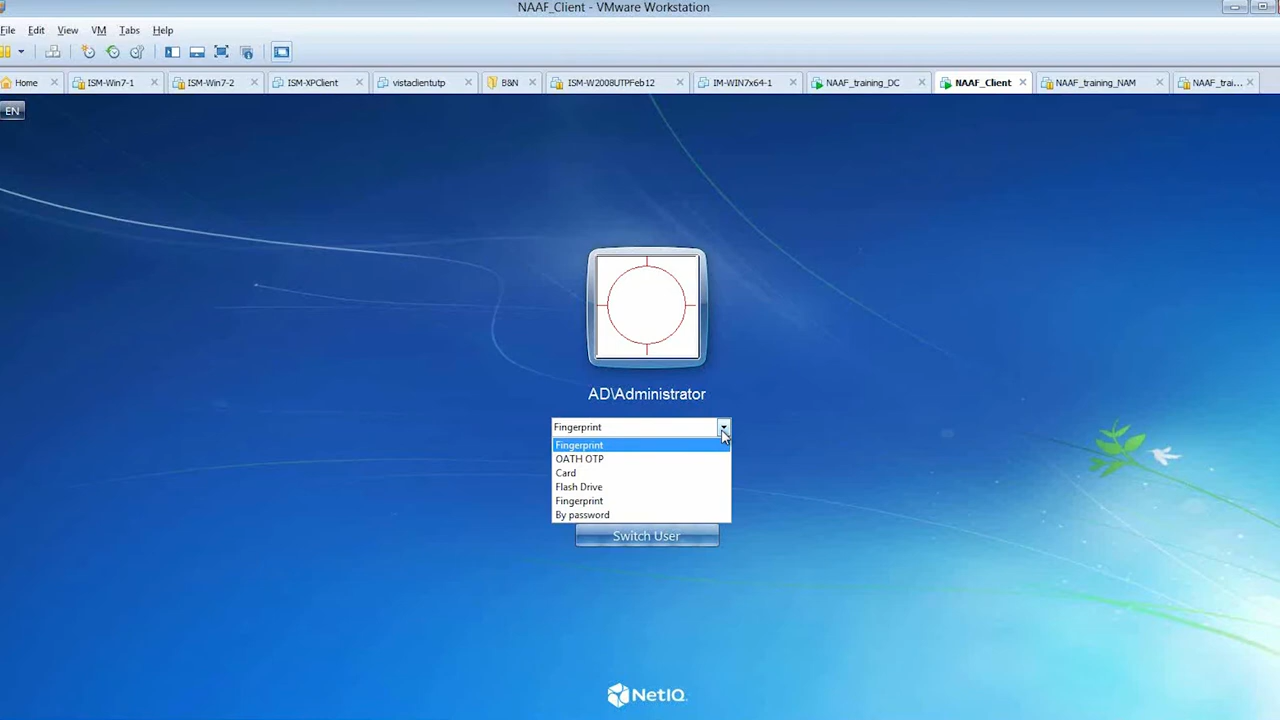 NAAF_Client - VMware Workstation
File Edit View VM Tabs Help
Home ISM-Win7-1 ISM-Win7-2 ISM-XPClient vistaclientutp B&N ISM-W2008UTPFeb12 IM-WIN7x64-1 NAAF_training_DC NAAF_Client NAAF_training_NAM NAAF_trai...
EN
AD\Administrator
Fingerprint
Fingerprint
OATH OTP
Card
Flash Drive
Fingerprint
By password
Switch User
NetIQ